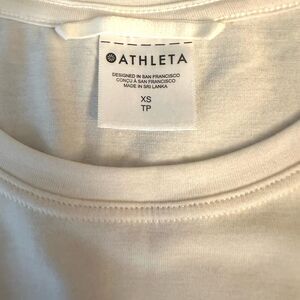 ATHLETA
DESIGNED IN SAN FRANCISCO
CONÇU À SAN FRANCISCO
MADE IN SRI LANKA
XS
TP